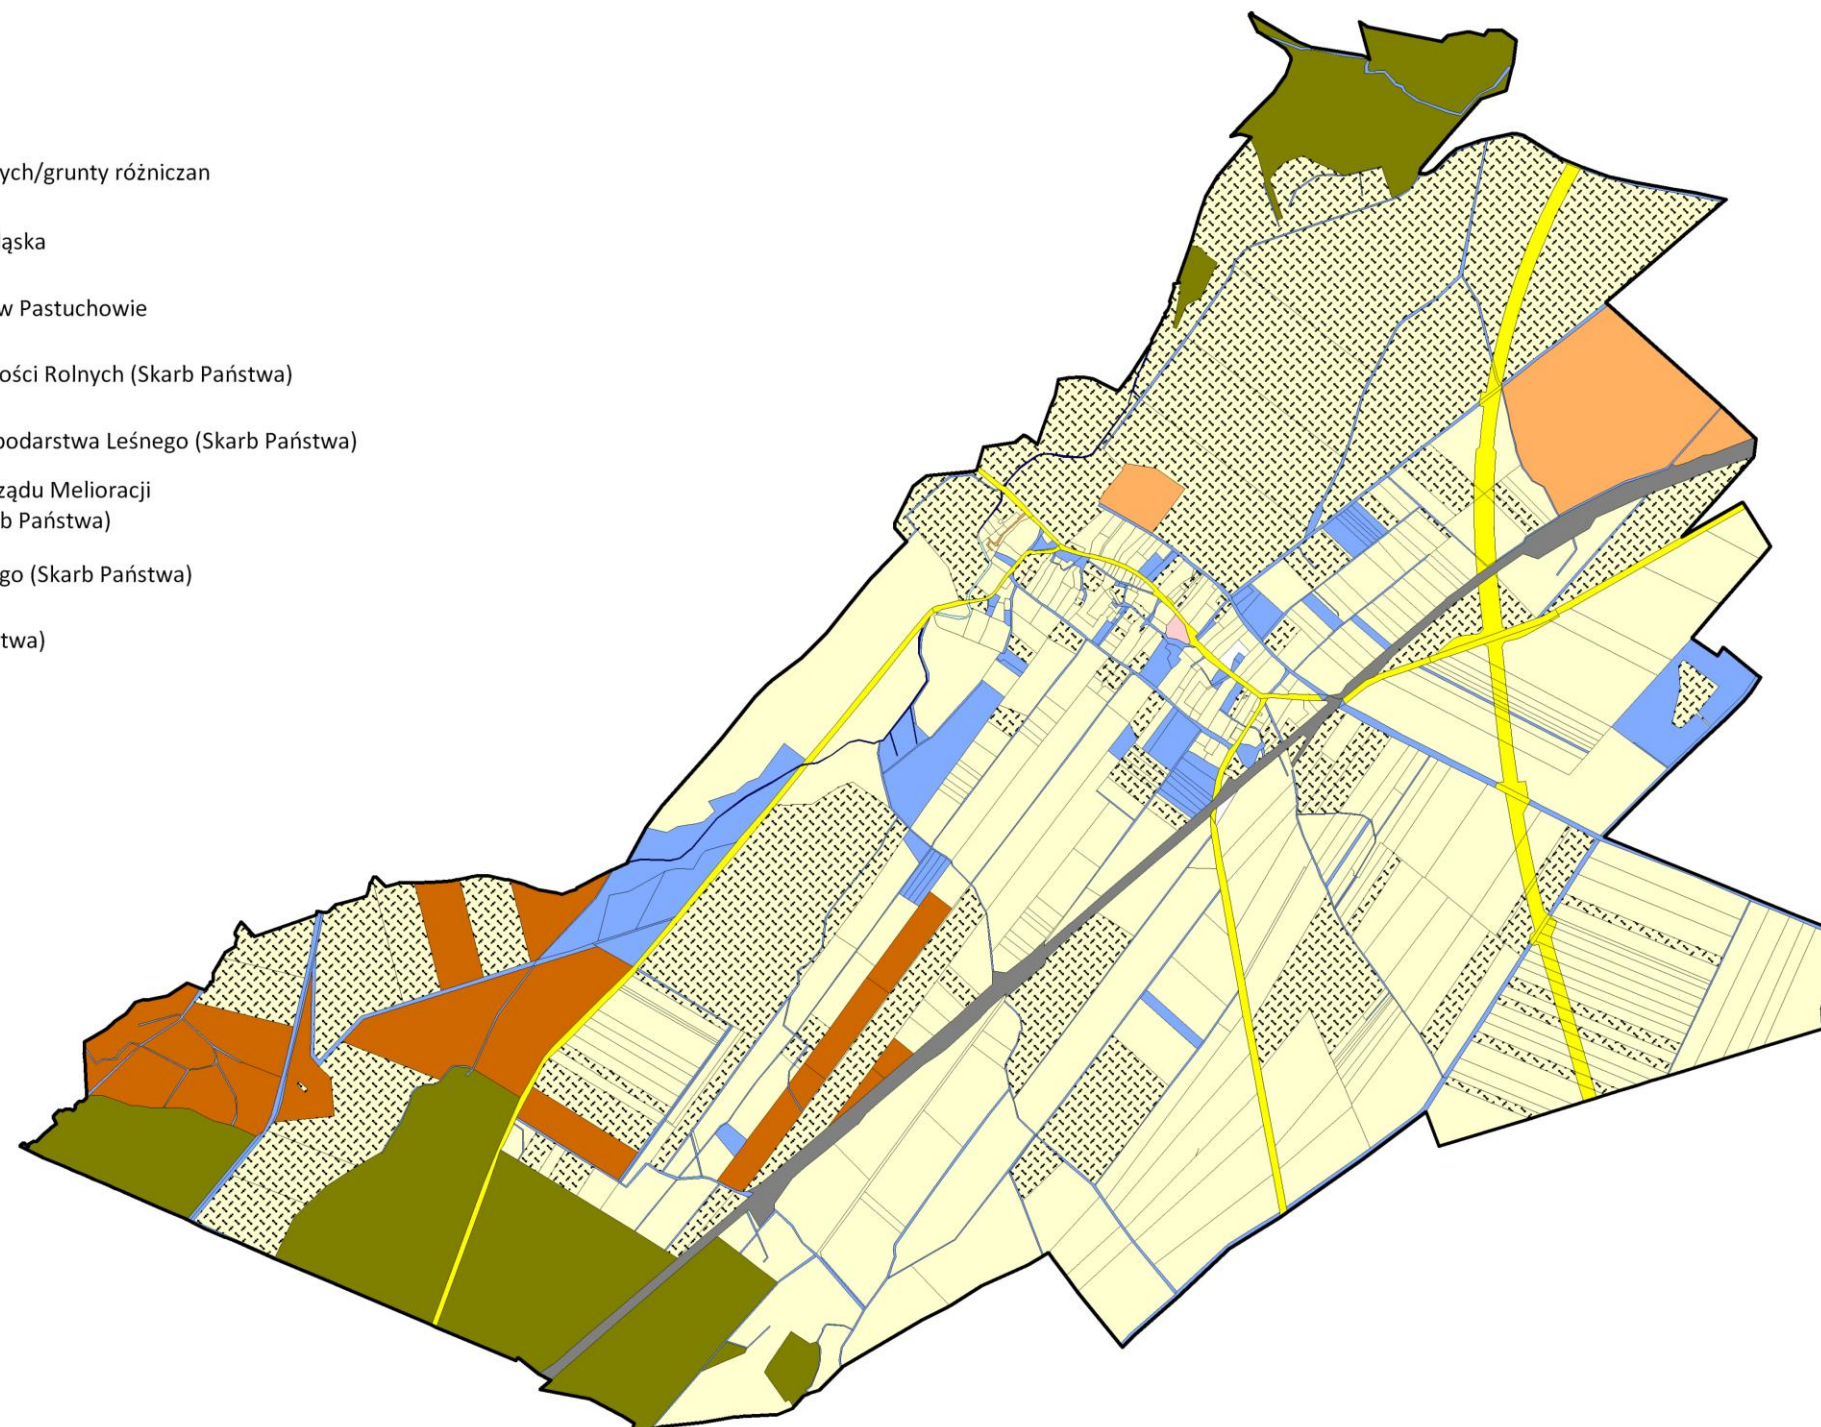 ych/grunty różniczan
ląska
w Pastuchowie
ości Rolnych (Skarb Państwa)
podarstwa Leśnego (Skarb Państwa)
ządu Melioracji
b Państwa)
go (Skarb Państwa)
twa)